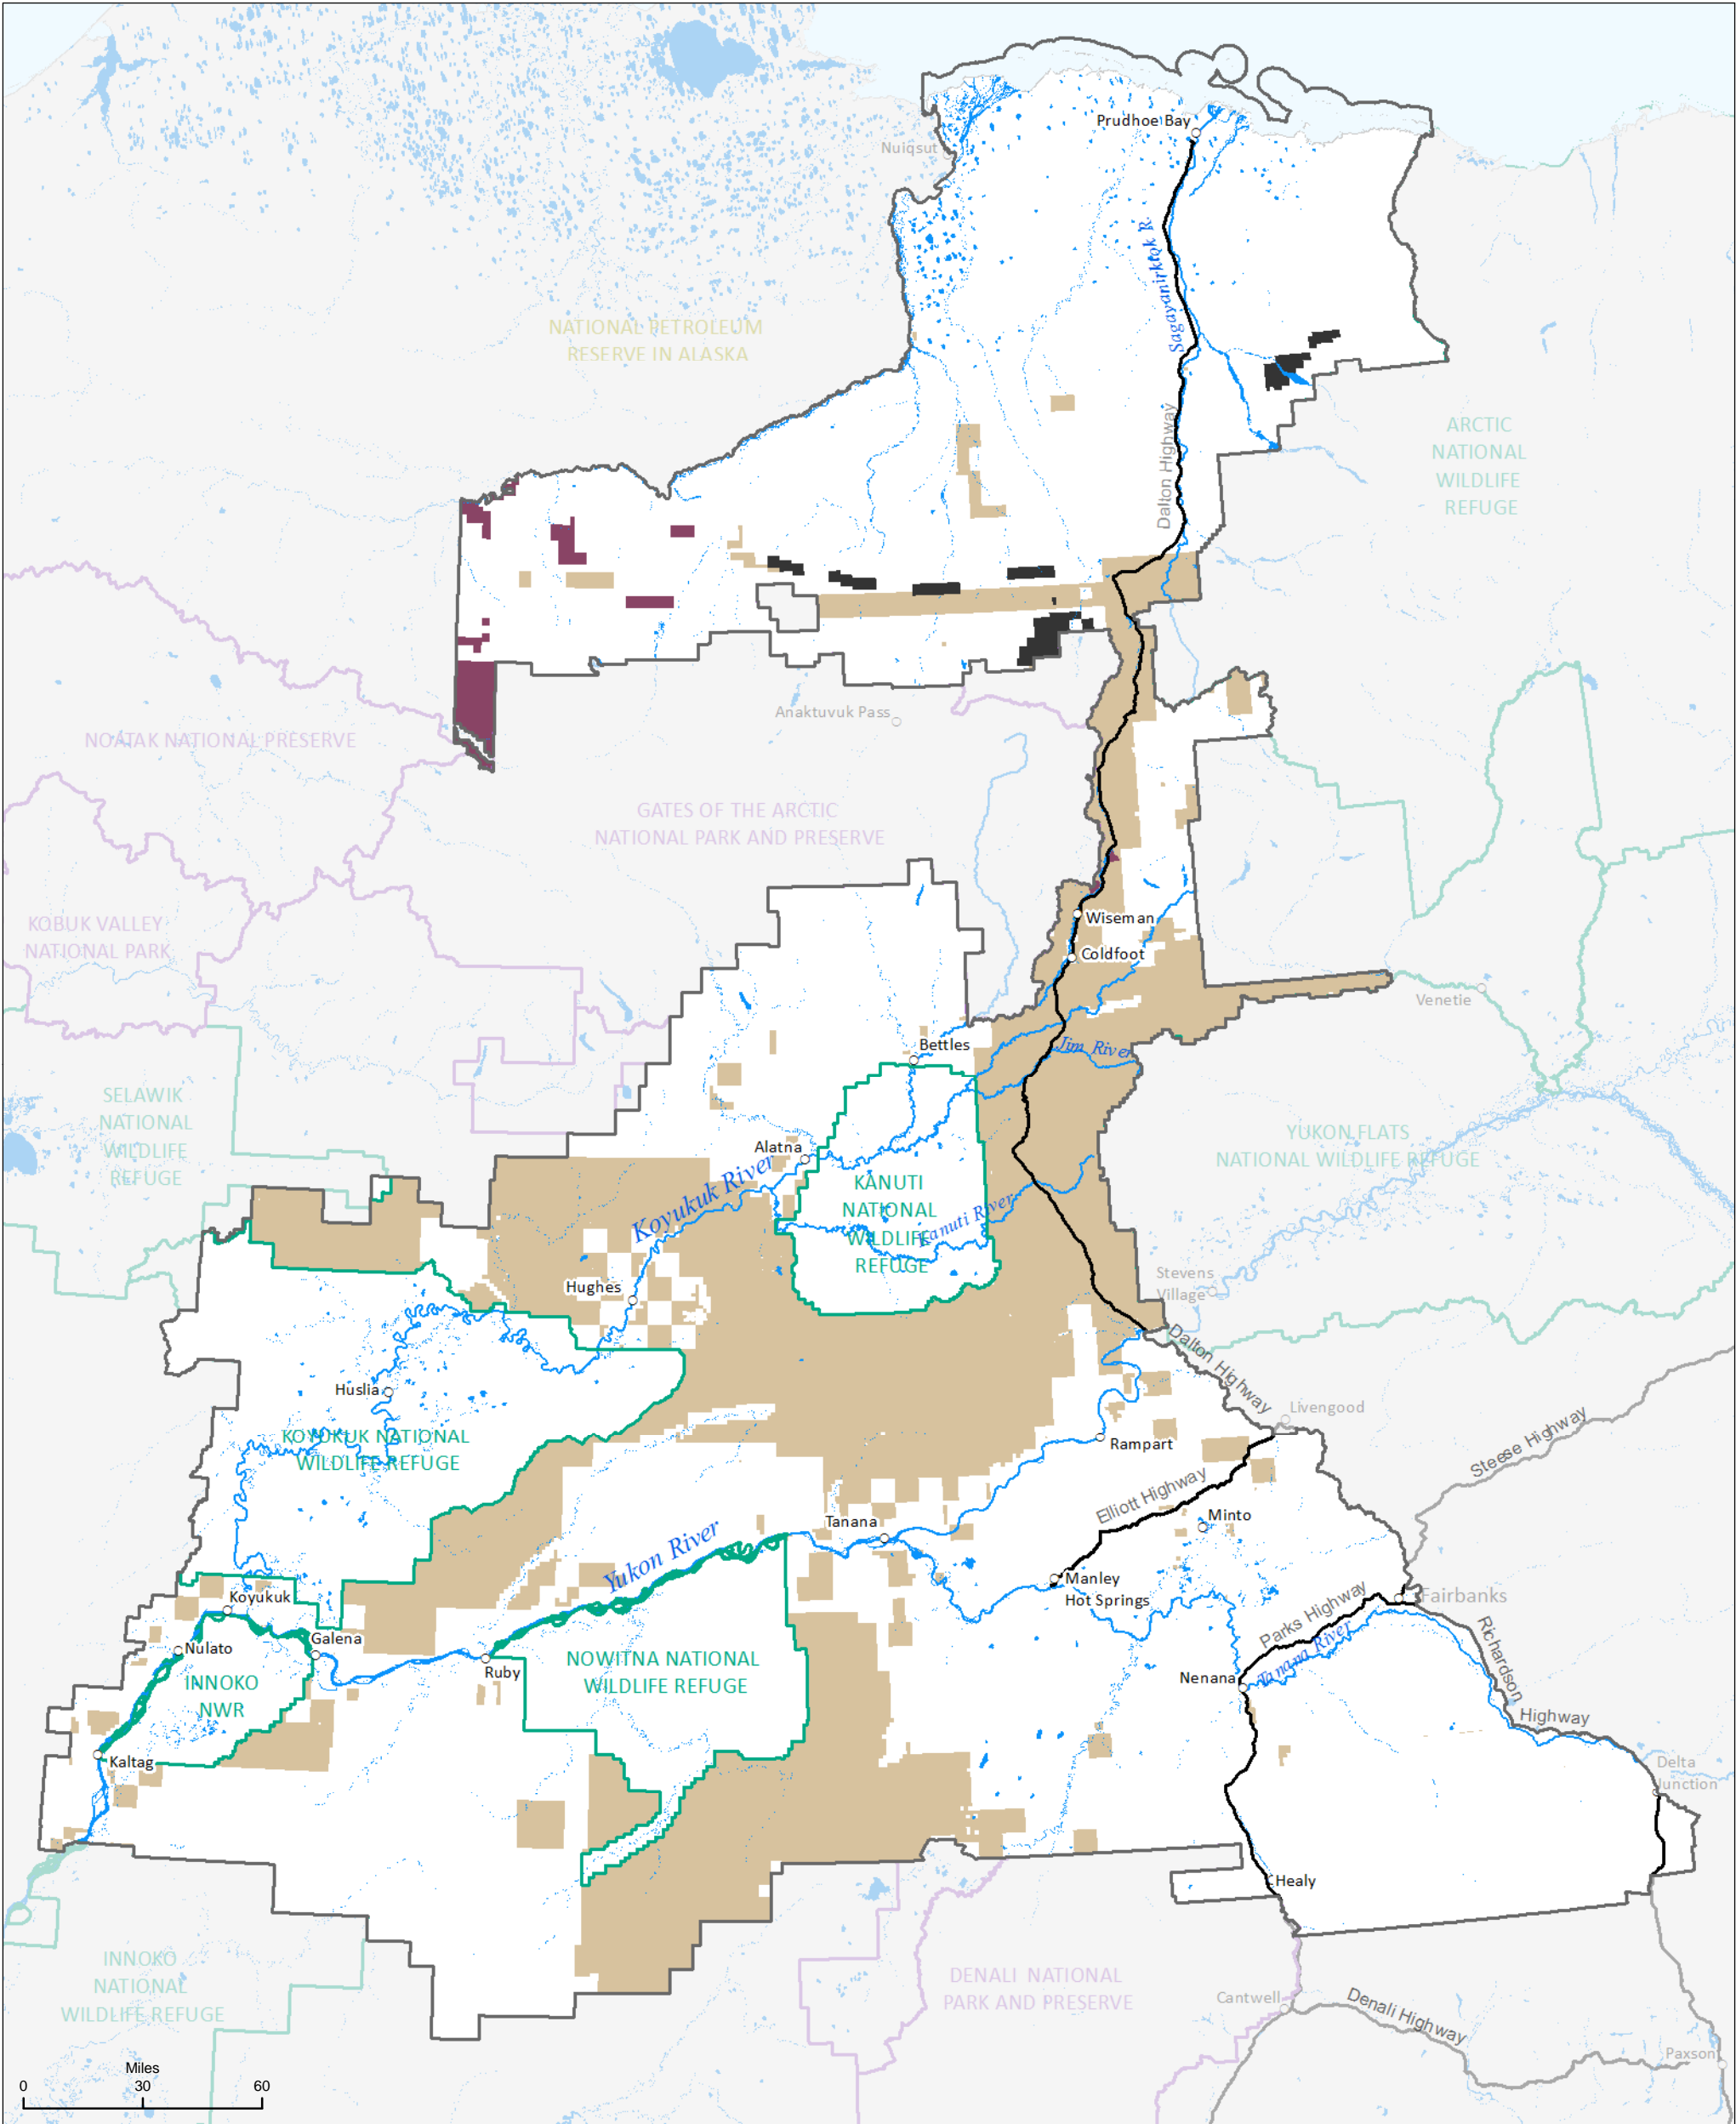 Prudhoe Bay
Nuiqsut
Sagavanirktok R.
NATIONAL PETROLEUM
RESERVE IN ALASKA
Dalton Highway
ARCTIC
NATIONAL
WILDLIFE
REFUGE
Anaktuvuk Pass
NOATAK NATIONAL PRESERVE
GATES OF THE ARCTIC
NATIONAL PARK AND PRESERVE
KOBUK VALLEY
NATIONAL PARK
Wiseman
Coldfoot
Venetie
Bettles
Jim River
SELAWIK
NATIONAL
WILDLIFE
REFUGE
YUKON FLATS
NATIONAL WILDLIFE REFUGE
Alatna
Koyukuk River
KANUTI
NATIONAL
WILDLIFE
REFUGE
Kanuti River
Hughes
Stevens
Village
Dalton Highway
Huslia
Livengood
KOYUKUK NATIONAL
WILDLIFE REFUGE
Rampart
Steese Highway
Elliott Highway
Minto
Tanana
Yukon River
Manley
Hot Springs
Koyukuk
Fairbanks
Parks Highway
Nulato
Galena
Tanana River
Richardson
Highway
INNOKO
NWR
Ruby
NOWITNA NATIONAL
WILDLIFE REFUGE
Nenana
Kaltag
Delta
Junction
Healy
INNOKO
NATIONAL
WILDLIFE REFUGE
DENALI NATIONAL
PARK AND PRESERVE
Cantwell
Denali Highway
Paxson
Miles
0 30 60